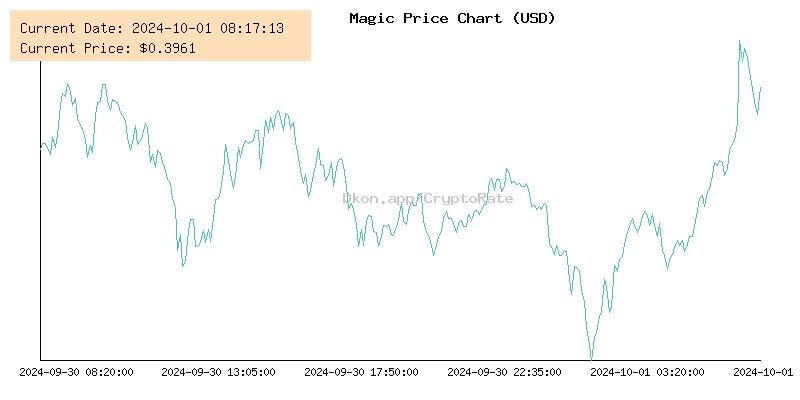 Magic Price Chart (USD)
Current Date: 2024-10-01 08:17:13
Current Price: $0.3961
Dkon.app/CryptoRate
2024-09-30 08:20:00 2024-09-30 13:05:00 2024-09-30 17:50:00 2024-09-30 22:35:00 2024-10-01 03:20:00 2024-10-01